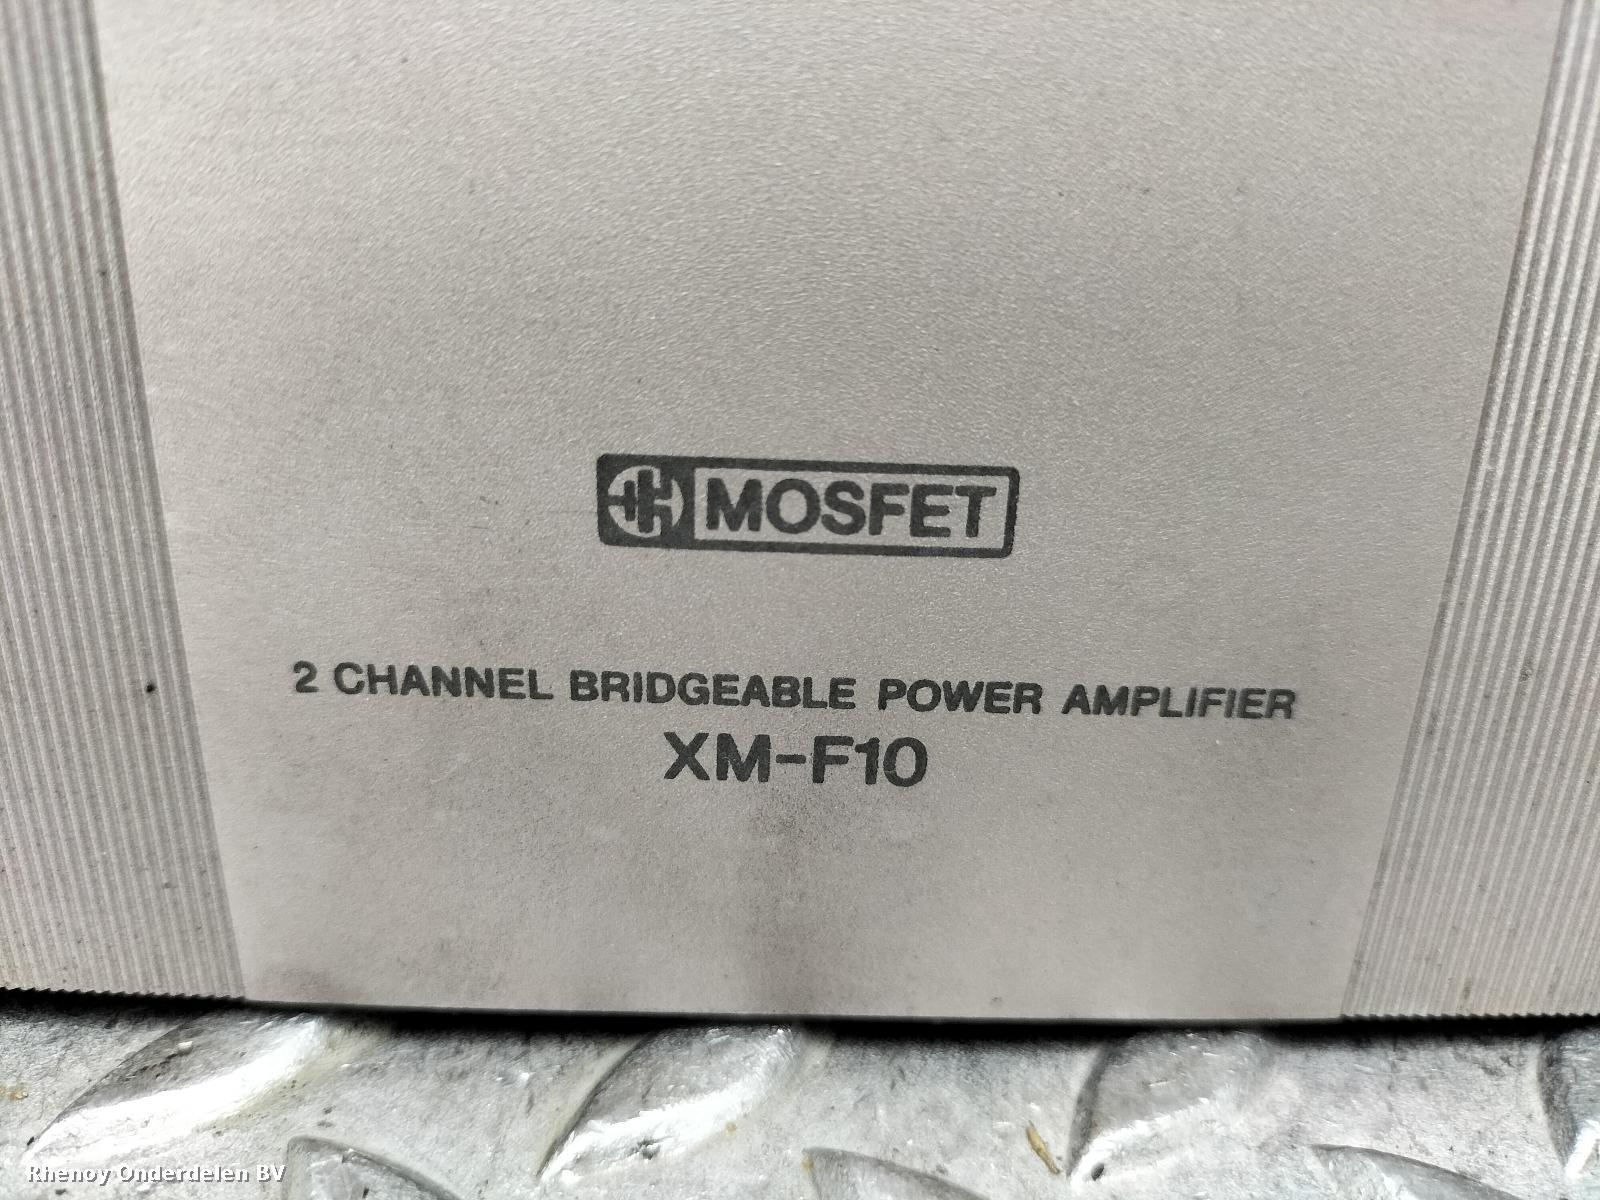 MOSFET
2 CHANNEL BRIDGEABLE POWER AMPLIFIER
XM-F10
Rhenoy Onderdelen BV